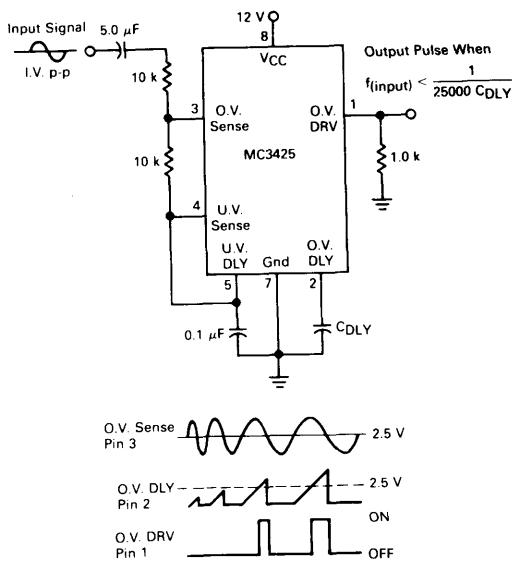 12 V
Input Signal
5.0 µF
I.V. p-p
10 k
8
VCC
Output Pulse When
f(input) < 1
25000 CDLY
3
O.V.
Sense
O.V.
DRV
1
MC3425
10 k
1.0 k
4
U.V.
Sense
U.V.
DLY
Gnd
O.V.
DLY
5
7
2
0.1 µF
CDLY
O.V. Sense
Pin 3
2.5 V
O.V. DLY
Pin 2
2.5 V
O.V. DRV
Pin 1
ON
OFF